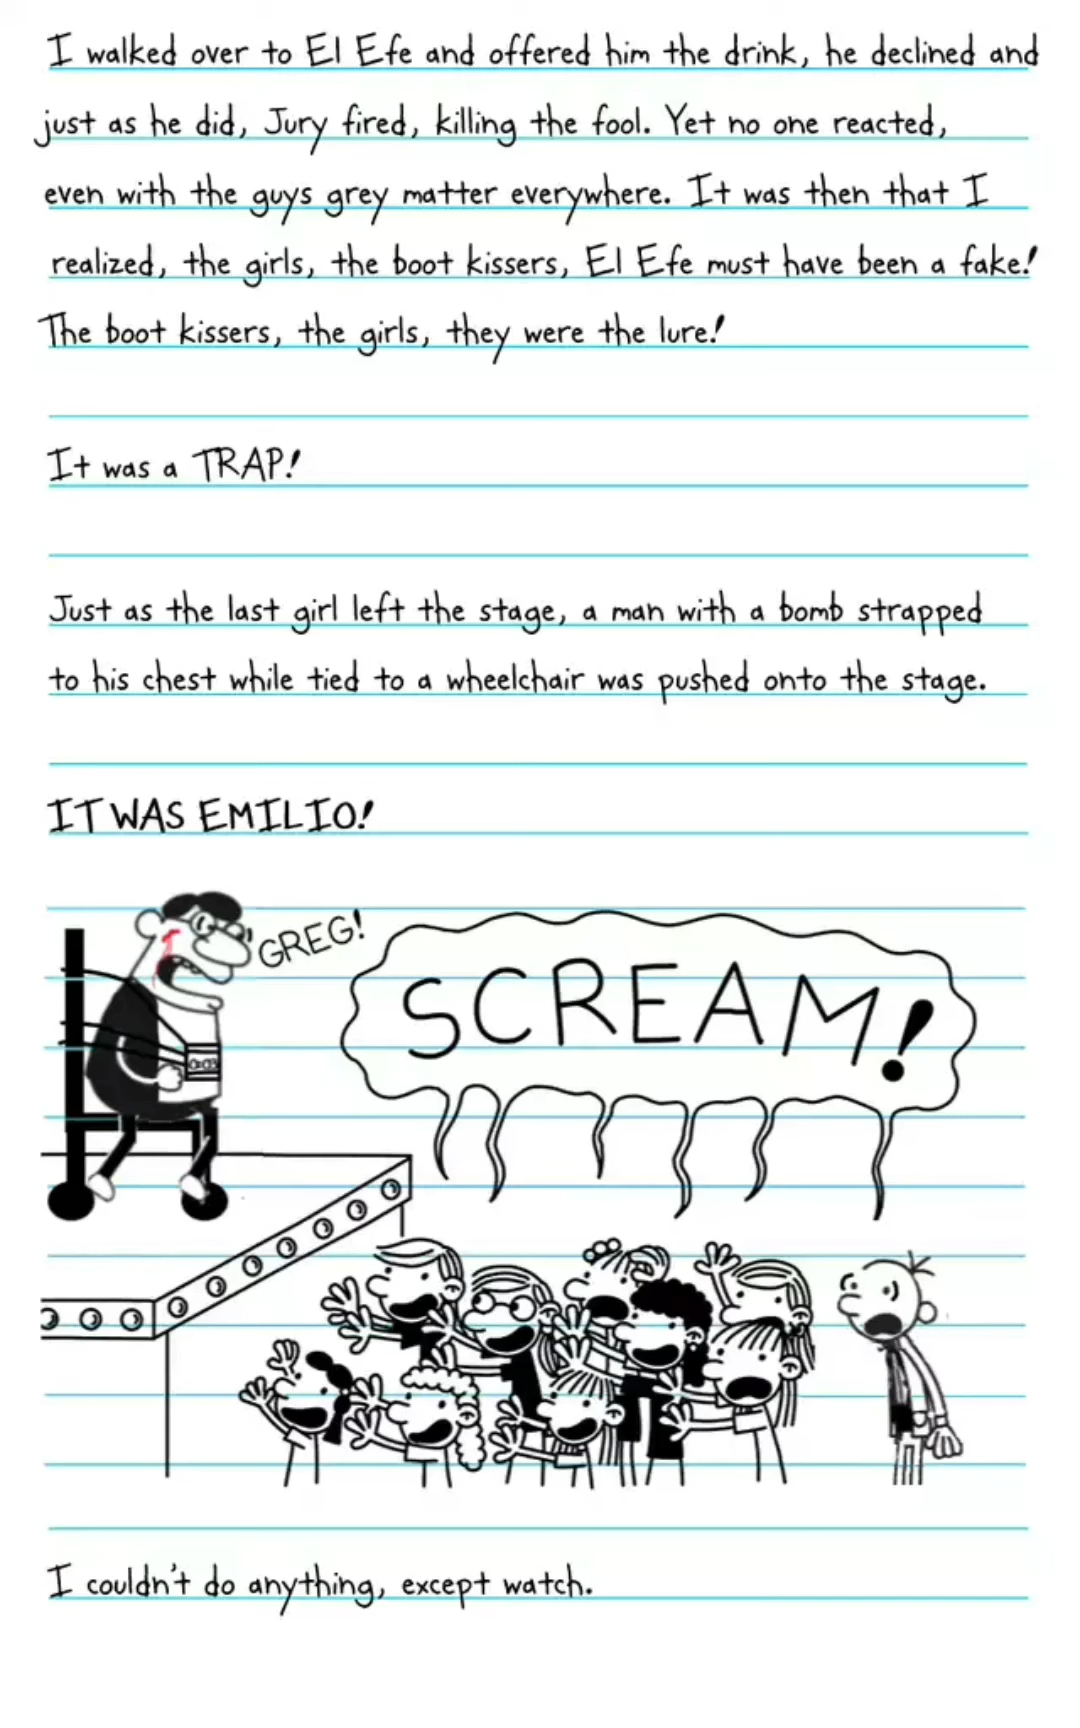 I walked over to El Efe and offered him the drink, he declined and
just as he did, Jury fired, killing the fool. Yet no one reacted,
even with the guys grey matter everywhere. It was then that I
realized, the girls, the boot kissers, El Efe must have been a fake!
The boot kissers, the girls, they were the lure!
It was a TRAP!
Just as the last girl left the stage, a man with a bomb strapped
to his chest while tied to a wheelchair was pushed onto the stage.
IT WAS EMILIO!
GREG!
SCREAM!
0:03
I couldn't do anything, except watch.